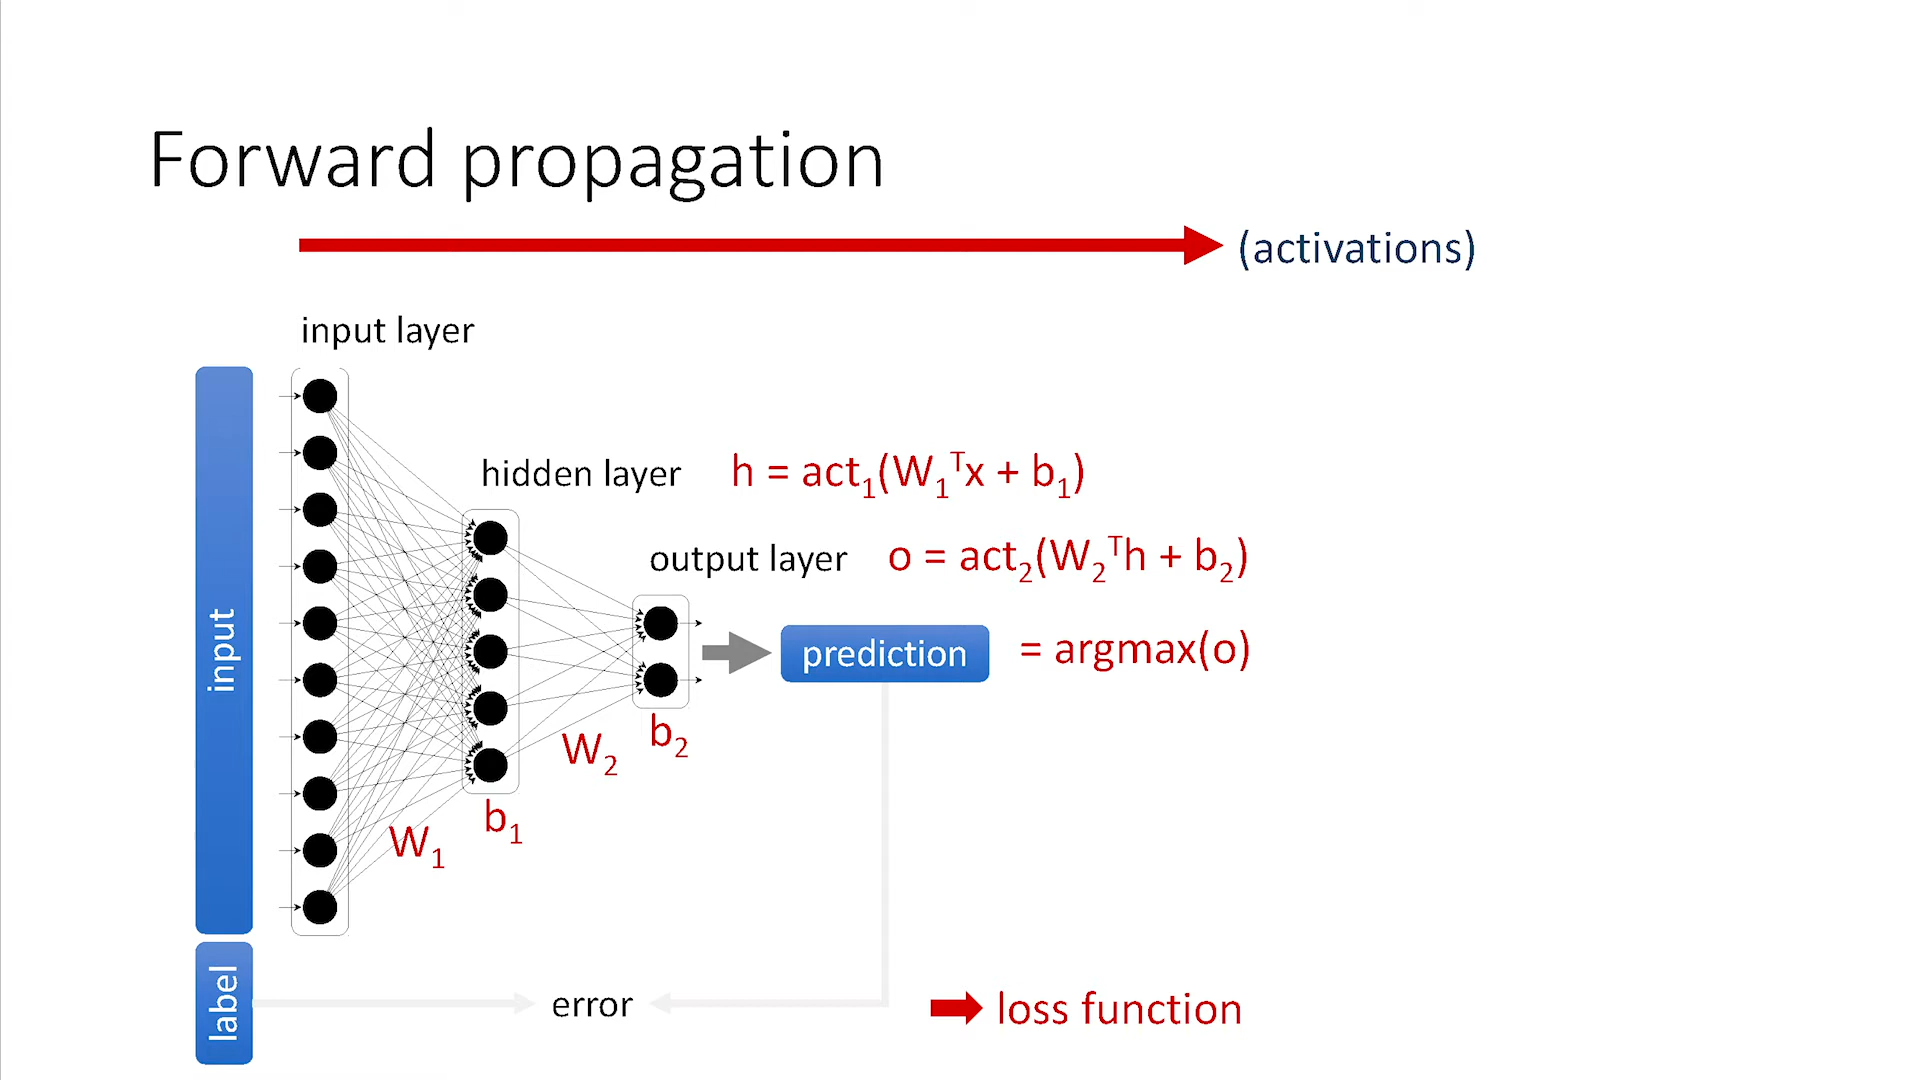 Forward propagation
(activations)
input layer
hidden layer h = act₁(W₁ᵀx + b₁)
output layer o = act₂(W₂ᵀh + b₂)
input
prediction = argmax(o)
W₂ b₂
W₁ b₁
label
error
loss function